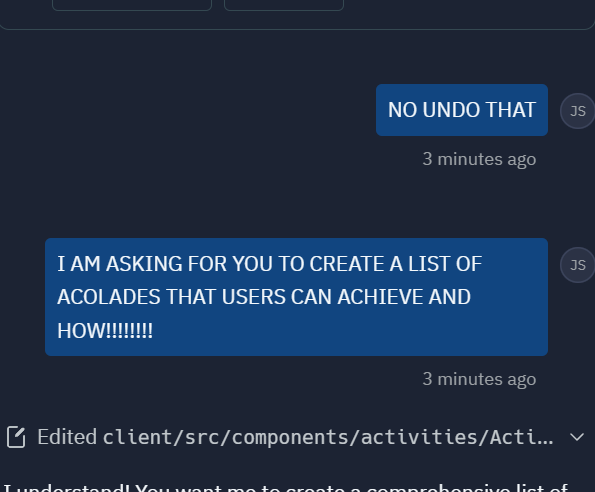 NO UNDO THAT
JS
3 minutes ago
I AM ASKING FOR YOU TO CREATE A LIST OF
ACOLADES THAT USERS CAN ACHIEVE AND
HOW!!!!!!!!
JS
3 minutes ago
Edited client/src/components/activities/Acti...
I understand! You want me to create a comprehensive list of